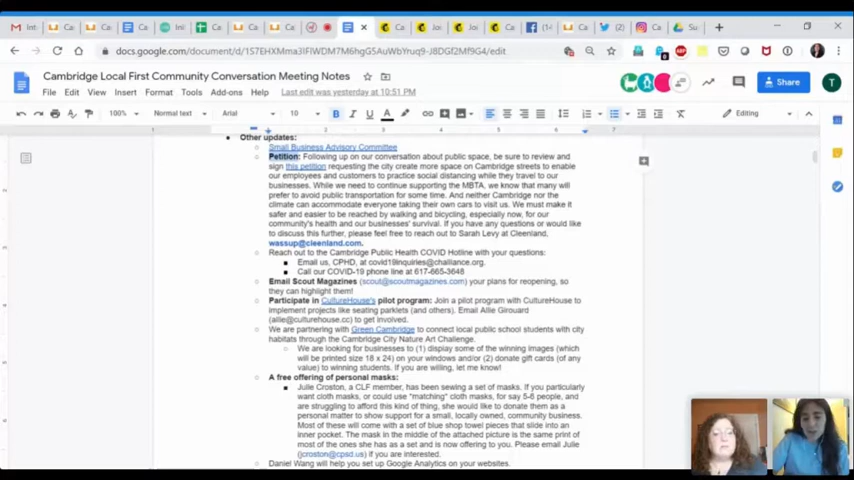 Int
Ca
Ca
Ca
Ini
Ca
Ca
Joi
Joi
Ca
(14
Ca
(2)
Ca
Su
docs.google.com/document/d/1S7EHXMma3IFIWDM7M6hgG5AuWbYruq9-J8DGf2Mf9G4/edit
Cambridge Local First Community Conversation Meeting Notes
File Edit View Insert Format Tools Add-ons Help Last edit was yesterday at 10:51 PM
Share
T
100% Normal text Arial 10 B I U A Editing
Other updates:
Small Business Advisory Committee
Petition: Following up on our conversation about public space, be sure to review and
sign this petition requesting the city create more space on Cambridge streets to enable
our employees and customers to practice social distancing while they travel to our
businesses. While we need to continue supporting the MBTA, we know that many will
prefer to avoid public transportation for some time. And neither Cambridge nor the
climate can accommodate everyone taking their own cars to visit us. We must make it
safer and easier to be reached by walking and bicycling, especially now, for our
community's health and our businesses' survival. If you have any questions or would like
to discuss this further, please feel free to reach out to Sarah Levy at Cleenland,
wassup@cleenland.com.
Reach out to the Cambridge Public Health COVID Hotline with your questions:
Email us, CPHD, at covid19inquiries@challiance.org.
Call our COVID-19 phone line at 617-665-3648
Email Scout Magazines (scout@scoutmagazines.com) your plans for reopening, so
they can highlight them!
Participate in CultureHouse's pilot program: Join a pilot program with CultureHouse to
implement projects like seating parklets (and others). Email Allie Girouard
(allie@culturehouse.cc) to get involved.
We are partnering with Green Cambridge to connect local public school students with city
habitats through the Cambridge City Nature Art Challenge.
We are looking for businesses to (1) display some of the winning images (which
will be printed size 18 x 24) on your windows and/or (2) donate gift cards (of any
value) to winning students. If you are willing, let me know!
A free offering of personal masks:
Julie Croston, a CLF member, has been sewing a set of masks. If you particularly
want cloth masks, or could use "matching" cloth masks, for say 5-6 people, and
are struggling to afford this kind of thing, she would like to donate them as a
personal matter to show support for a small, locally owned, community business.
Most of these will come with a set of blue shop towel pieces that slide into an
inner pocket. The mask in the middle of the attached picture is the same print of
most of the ones she has as a set and is now offering to you. Please email Julie
(jcroston@cpsd.us) if you are interested.
Daniel Wang will help you set up Google Analytics on your websites.